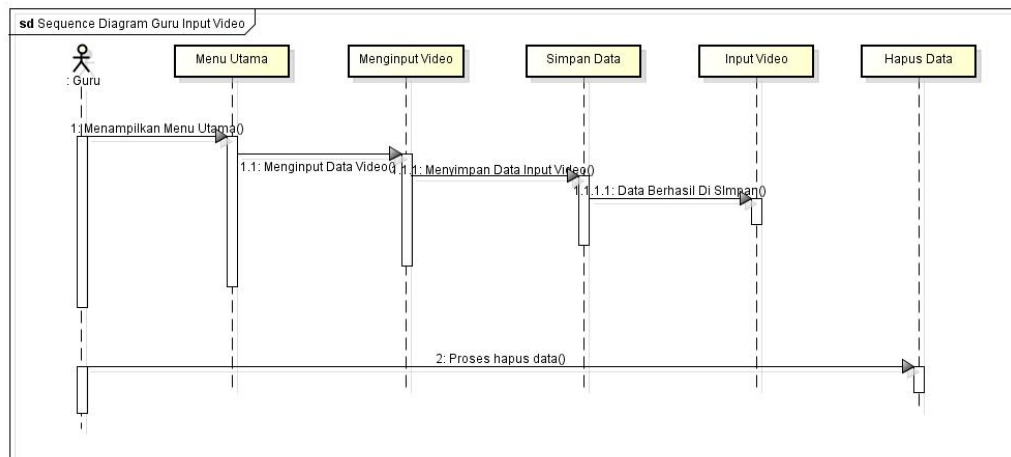 sd Sequence Diagram Guru Input Video
: Guru
Menu Utama
Menginput Video
Simpan Data
Input Video
Hapus Data
1: Menampilkan Menu Utama()
1.1: Menginput Data Video()
1.1.1: Menyimpan Data Input Video()
1.1.1.1: Data Berhasil Di SImpan()
2: Proses hapus data()